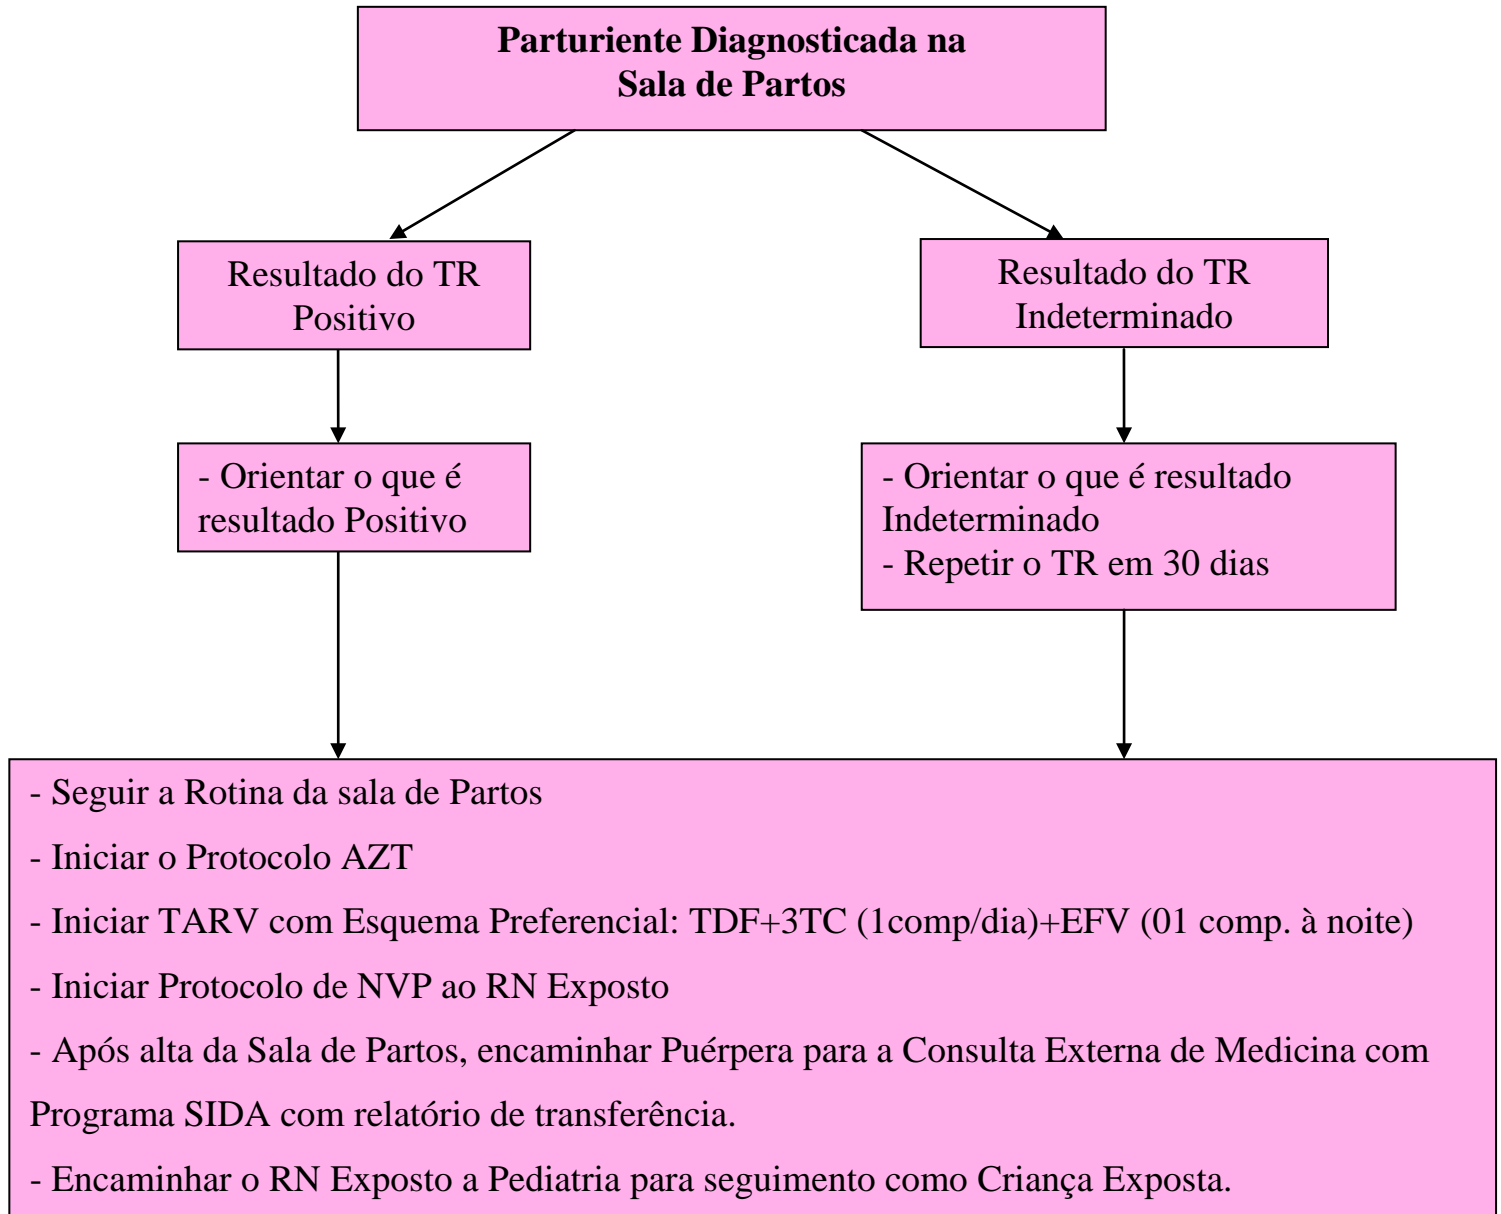 Parturiente Diagnosticada na
Sala de Partos
Resultado do TR
Positivo
Resultado do TR
Indeterminado
- Orientar o que é
resultado Positivo
- Orientar o que é resultado
Indeterminado
- Repetir o TR em 30 dias
- Seguir a Rotina da sala de Partos
- Iniciar o Protocolo AZT
- Iniciar TARV com Esquema Preferencial: TDF+3TC (1comp/dia)+EFV (01 comp. à noite)
- Iniciar Protocolo de NVP ao RN Exposto
- Após alta da Sala de Partos, encaminhar Puérpera para a Consulta Externa de Medicina com
Programa SIDA com relatório de transferência.
- Encaminhar o RN Exposto a Pediatria para seguimento como Criança Exposta.